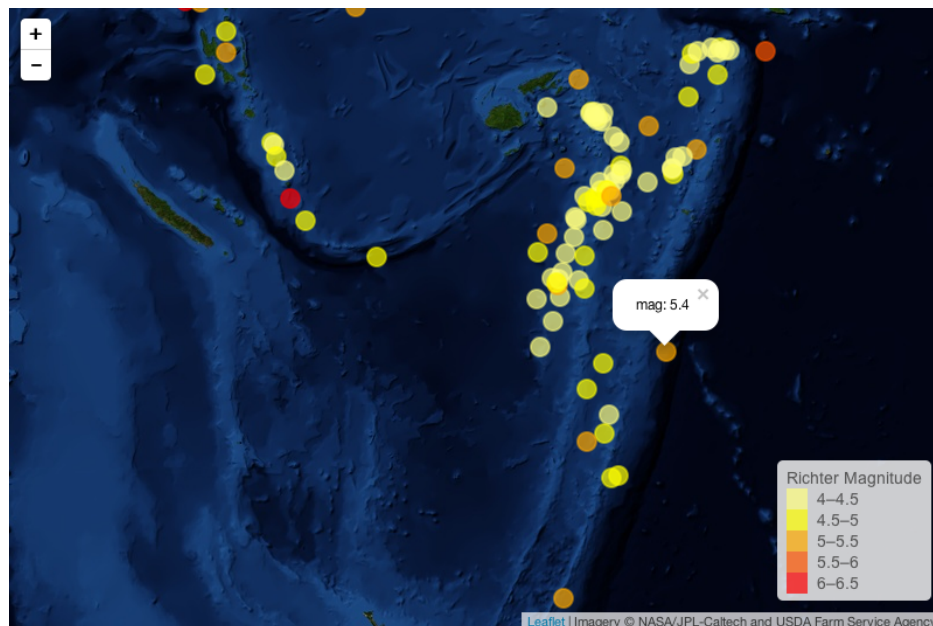 +
−
mag: 5.4 ×
Richter Magnitude
4–4.5
4.5–5
5–5.5
5.5–6
6–6.5
Leaflet | Imagery © NASA/JPL-Caltech and USDA Farm Service Agency